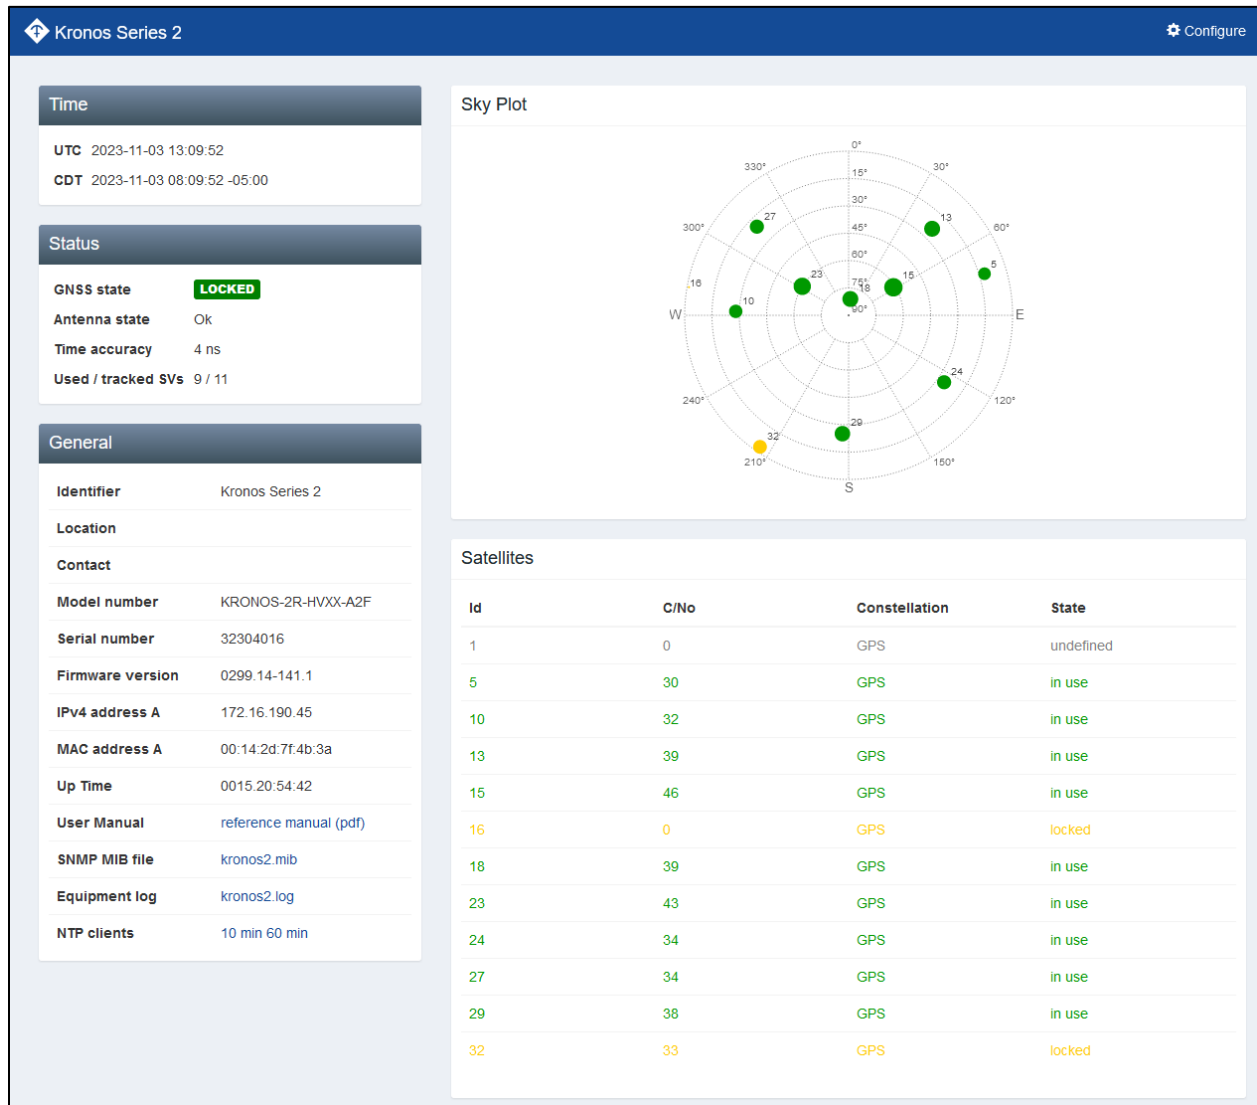 Kronos Series 2
Configure
Time
UTC 2023-11-03 13:09:52
CDT 2023-11-03 08:09:52 -05:00
Status
GNSS state LOCKED
Antenna state Ok
Time accuracy 4 ns
Used / tracked SVs 9 / 11
General
Identifier Kronos Series 2
Location
Contact
Model number KRONOS-2R-HVXX-A2F
Serial number 32304016
Firmware version 0299.14-141.1
IPv4 address A 172.16.190.45
MAC address A 00:14:2d:7f:4b:3a
Up Time 0015.20:54:42
User Manual reference manual (pdf)
SNMP MIB file kronos2.mib
Equipment log kronos2.log
NTP clients 10 min 60 min
Sky Plot
0°
330° 15° 30°
30°
27 13
300° 45° 60°
60° 5
23 15
16 75° 18
10 90°
W E
24
240° 120°
29
32
210° 150°
S
Satellites
Id C/No Constellation State
1 0 GPS undefined
5 30 GPS in use
10 32 GPS in use
13 39 GPS in use
15 46 GPS in use
16 0 GPS locked
18 39 GPS in use
23 43 GPS in use
24 34 GPS in use
27 34 GPS in use
29 38 GPS in use
32 33 GPS locked